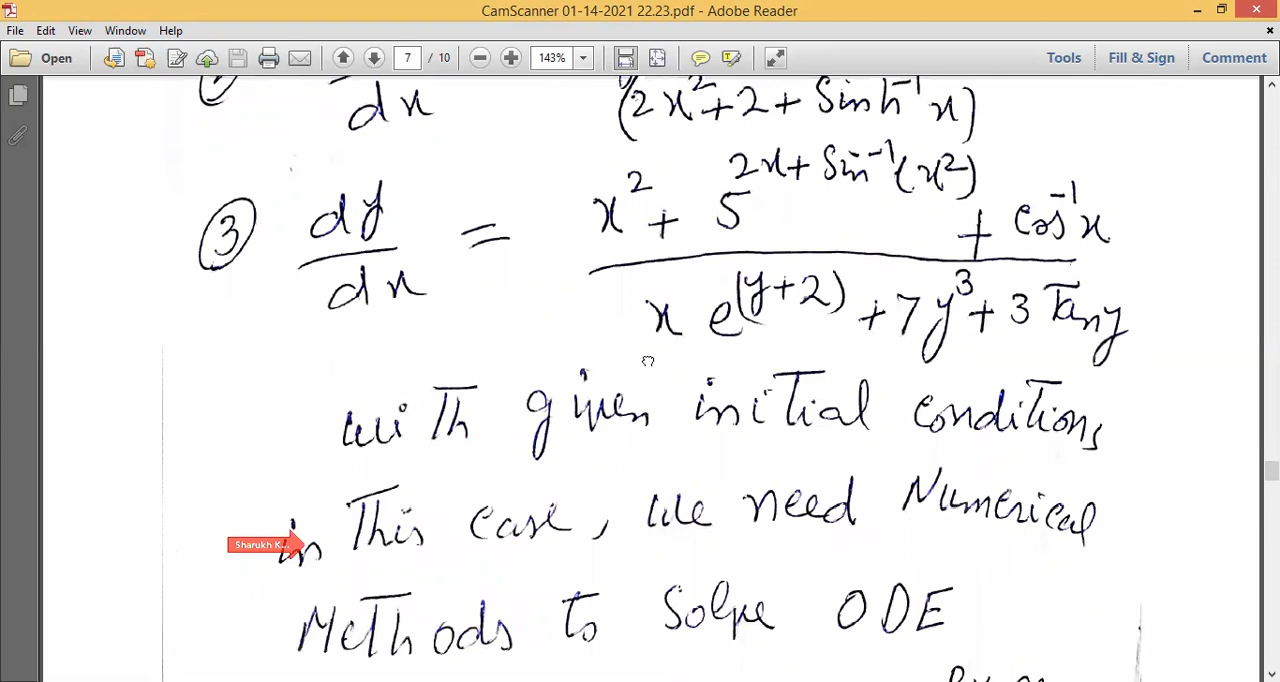 CamScanner 01-14-2021 22.23.pdf - Adobe Reader
File Edit View Window Help
Open 7 / 10 143% Tools Fill & Sign Comment
dx (2x²+2+Sinh⁻¹x)
③ dy/dx = (x² + 5^(2x+Sin⁻¹(x²)) + Cos⁻¹x) / (x e^(y+2) + 7y³ + 3 Tany)
with given initial conditions
in This case, we need Numerical
Sharukh K...
Methods to Solve ODE